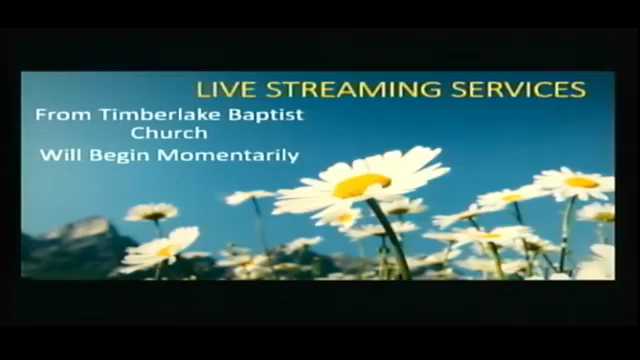 LIVE STREAMING SERVICES
From Timberlake Baptist
Church
Will Begin Momentarily